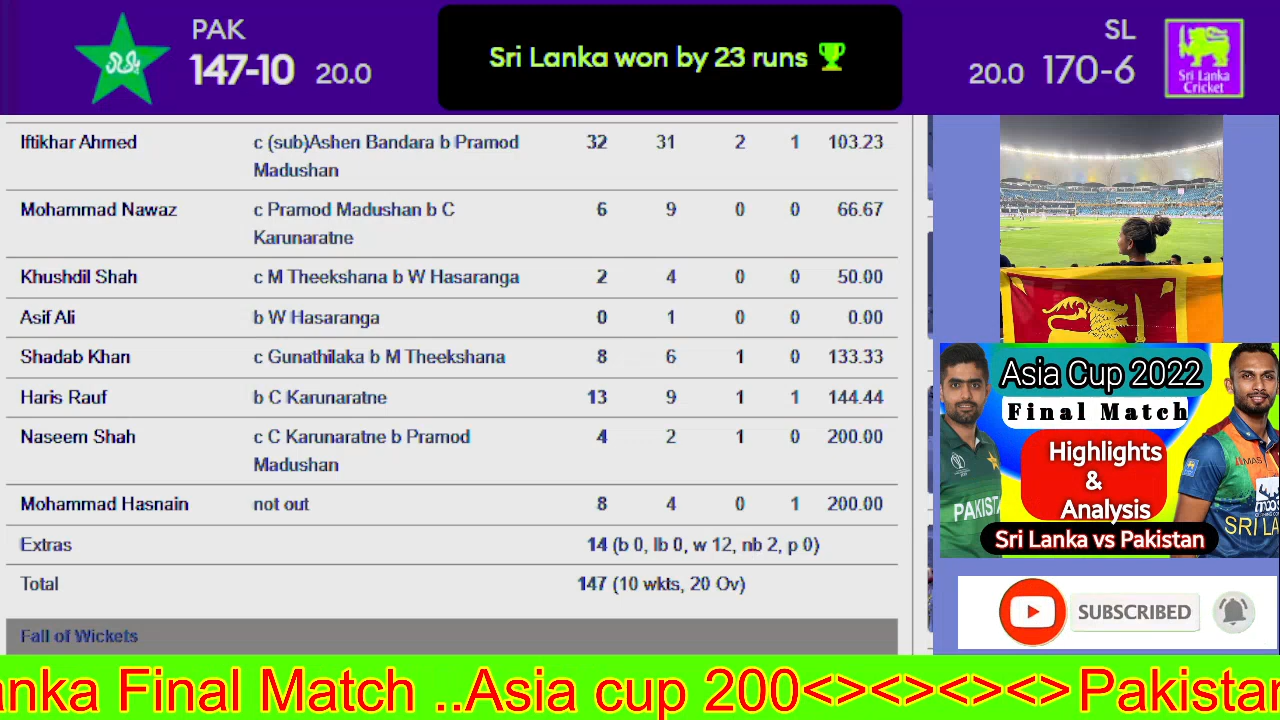 PAK
147-10 20.0
Sri Lanka won by 23 runs
SL
20.0 170-6
Sri Lanka
Cricket
Iftikhar Ahmed c (sub)Ashen Bandara b Pramod Madushan 32 31 2 1 103.23
Mohammad Nawaz c Pramod Madushan b C Karunaratne 6 9 0 0 66.67
Khushdil Shah c M Theekshana b W Hasaranga 2 4 0 0 50.00
Asif Ali b W Hasaranga 0 1 0 0 0.00
Shadab Khan c Gunathilaka b M Theekshana 8 6 1 0 133.33
Haris Rauf b C Karunaratne 13 9 1 1 144.44
Naseem Shah c C Karunaratne b Pramod Madushan 4 2 1 0 200.00
Mohammad Hasnain not out 8 4 0 1 200.00
Extras 14 (b 0, lb 0, w 12, nb 2, p 0)
Total 147 (10 wkts, 20 Ov)
Fall of Wickets
Asia Cup 2022
Final Match
Highlights
&
Analysis
PAKISTA
MAS
SRI LA
Sri Lanka vs Pakistan
SUBSCRIBED
anka Final Match ..Asia cup 200<><><><>Pakistan